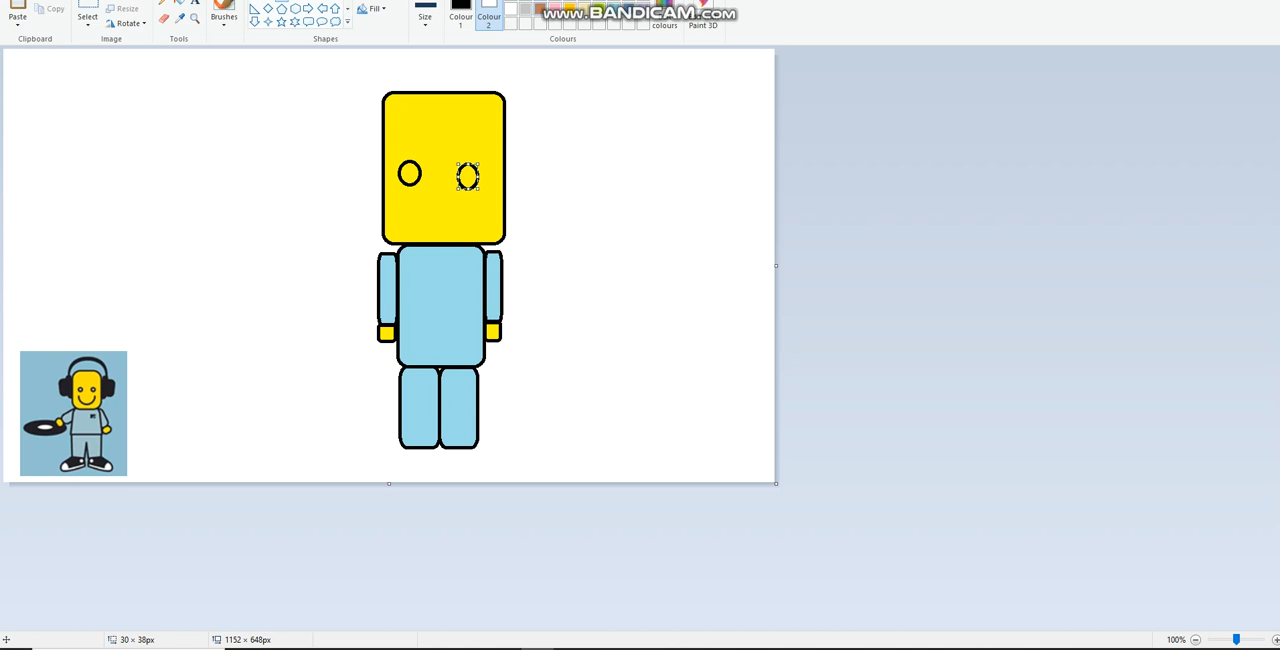 www.BANDICAM.com
Paste
Copy
Select
Resize
Rotate
Brushes
Fill
Size
Colour
1
Colour
2
colours
Paint 3D
Clipboard
Image
Tools
Shapes
Colours
30 × 38px
1152 × 648px
100%